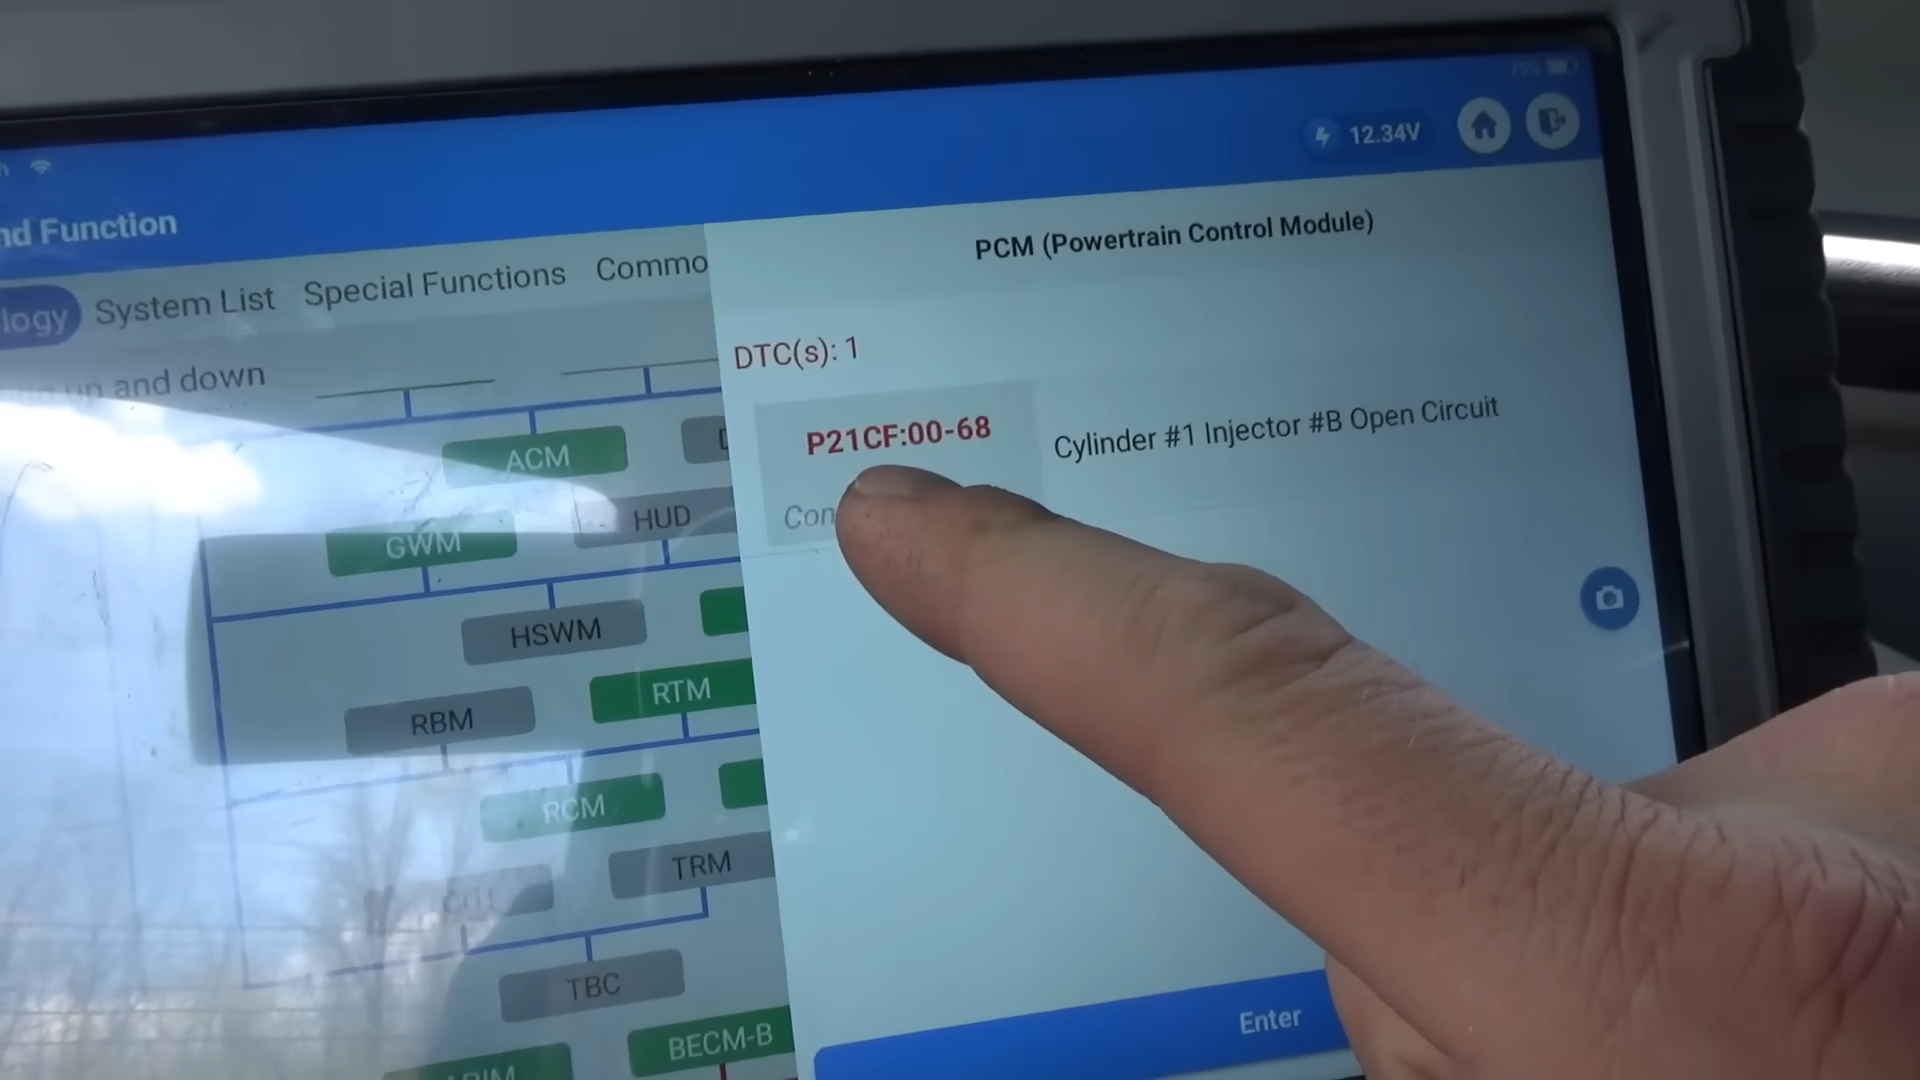 78%
12.34V
nd Function
PCM (Powertrain Control Module)
logy System List Special Functions Commo
DTC(s): 1
up and down
P21CF:00-68 Cylinder #1 Injector #B Open Circuit
ACM
Con
HUD
GWM
HSWM
RTM
RBM
RCM
TRM
TBC
BECM-B
Enter